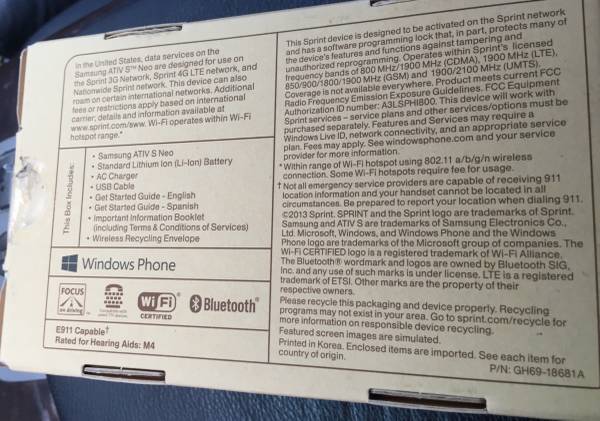 In the United States, data services on the
Samsung ATIV S™ Neo are designed for use on
the Sprint 3G Network, Sprint 4G LTE network, and
Nationwide Sprint network. This device can also
roam on certain international networks. Additional
fees or restrictions apply based on international
carrier; details and information available at
www.sprint.com/sww. Wi-Fi operates within Wi-Fi
hotspot range.*
This Box Includes:
• Samsung ATIV S Neo
• Standard Lithium Ion (Li-Ion) Battery
• AC Charger
• USB Cable
• Get Started Guide - English
• Get Started Guide - Spanish
• Important Information Booklet
(including Terms & Conditions of Services)
• Wireless Recycling Envelope
Windows Phone
FOCUS
on driving
Compatible with
Wi Fi
CERTIFIED
Bluetooth®
E911 Capable†
Rated for Hearing Aids: M4
This Sprint device is designed to be activated on the Sprint network
and has a software programming lock that, in part, protects many of
the device's features and functions against tampering and
unauthorized reprogramming. Operates within Sprint's licensed
frequency bands of 800 MHz/1900 MHz (CDMA), 1900 MHz (LTE),
850/900/1800/1900 MHz (GSM) and 1900/2100 MHz (UMTS).
Coverage is not available everywhere. Product meets current FCC
Radio Frequency Emission Exposure Guidelines. FCC Equipment
Authorization ID number: A3LSPHI800. This device will work with
Sprint services – service plans and other services/options must be
purchased separately. Features and Services may require a
Windows Live ID, network connectivity, and an appropriate service
plan. Fees may apply. See windowsphone.com and your service
provider for more information.
* Within range of Wi-Fi hotspot using 802.11 a/b/g/n wireless
connection. Some Wi-Fi hotspots require fee for usage.
† Not all emergency service providers are capable of receiving 911
location information and your handset cannot be located in all
circumstances. Be prepared to report your location when dialing 911.
©2013 Sprint. SPRINT and the Sprint logo are trademarks of Sprint.
Samsung and ATIV S are trademarks of Samsung Electronics Co.,
Ltd. Microsoft, Windows, and Windows Phone and the Windows
Phone logo are trademarks of the Microsoft group of companies. The
Wi-Fi CERTIFIED logo is a registered trademark of Wi-Fi Alliance.
The Bluetooth® wordmark and logos are owned by Bluetooth SIG,
Inc. and any use of such marks is under license. LTE is a registered
trademark of ETSI. Other marks are the property of their
respective owners.
Please recycle this packaging and device properly. Recycling
programs may not exist in your area. Go to sprint.com/recycle for
more information on responsible device recycling.
Featured screen images are simulated.
Printed in Korea. Enclosed items are imported. See each item for
country of origin.
P/N: GH69-18681A